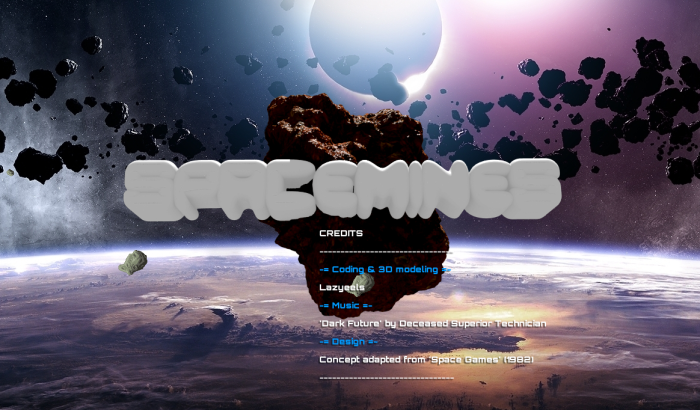 SPACEMINES
CREDITS
-------------------------------
-= Coding & 3D modeling =-
Lazyeels
-= Music =-
'Dark Future' by Deceased Superior Technician
-= Design =-
Concept adapted from 'Space Games' (1982)
-------------------------------